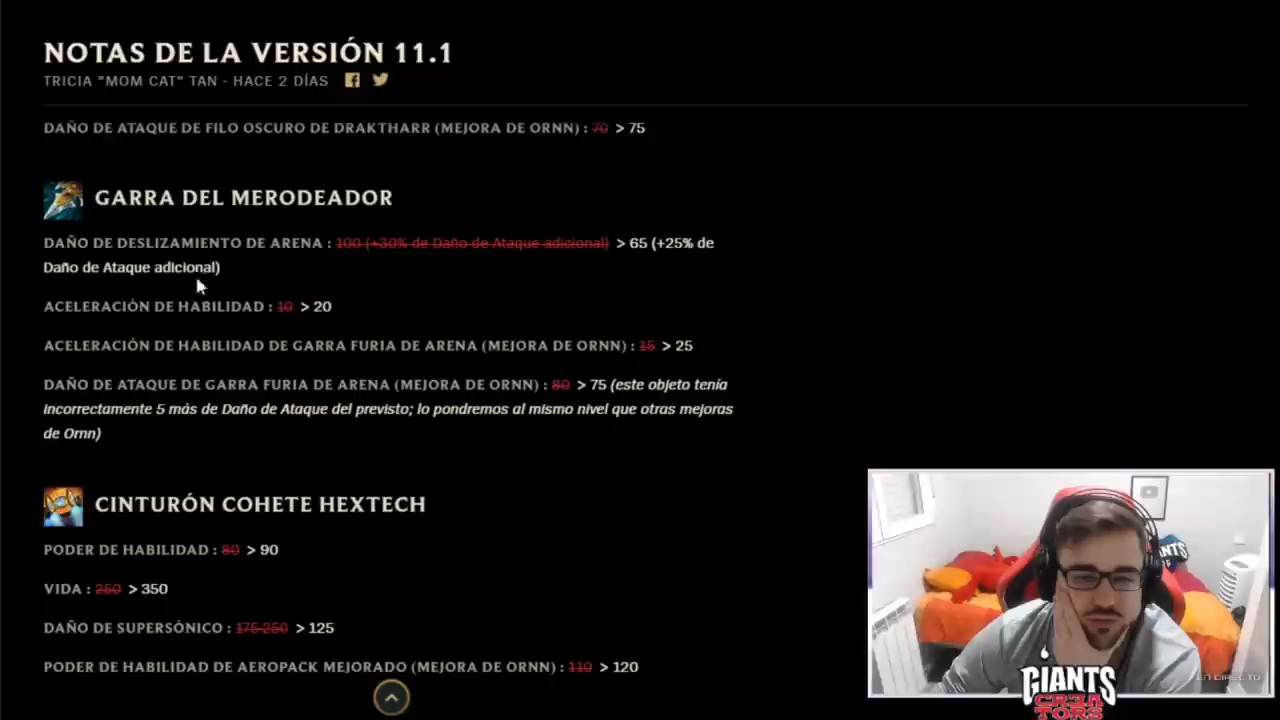 NOTAS DE LA VERSIÓN 11.1
TRICIA "MOM CAT" TAN - HACE 2 DÍAS
DAÑO DE ATAQUE DE FILO OSCURO DE DRAKTHARR (MEJORA DE ORNN) : 70 > 75
GARRA DEL MERODEADOR
DAÑO DE DESLIZAMIENTO DE ARENA : 100 (+30% de Daño de Ataque adicional) > 65 (+25% de
Daño de Ataque adicional)
ACELERACIÓN DE HABILIDAD : 10 > 20
ACELERACIÓN DE HABILIDAD DE GARRA FURIA DE ARENA (MEJORA DE ORNN) : 15 > 25
DAÑO DE ATAQUE DE GARRA FURIA DE ARENA (MEJORA DE ORNN) : 80 > 75 (este objeto tenía
incorrectamente 5 más de Daño de Ataque del previsto; lo pondremos al mismo nivel que otras mejoras
de Ornn)
CINTURÓN COHETE HEXTECH
PODER DE HABILIDAD : 80 > 90
VIDA : 250 > 350
DAÑO DE SUPERSÓNICO : 175-250 > 125
PODER DE HABILIDAD DE AEROPACK MEJORADO (MEJORA DE ORNN) : 110 > 120
EN DIRECTO
GIANTS
CREA
TORS